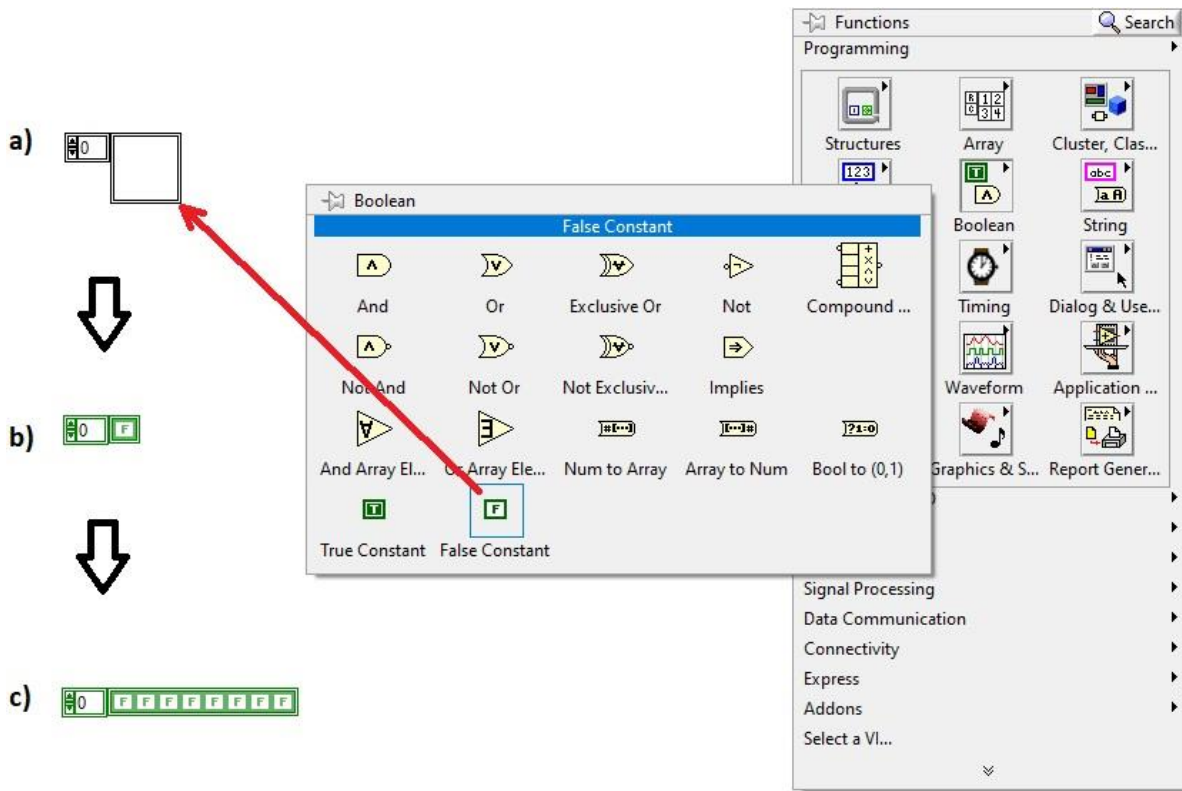 Functions Search
Programming
Structures Array Cluster, Clas...
Boolean String
Timing Dialog & Use...
Waveform Application ...
Graphics & S... Report Gener...
Signal Processing
Data Communication
Connectivity
Express
Addons
Select a VI...
Boolean
False Constant
And Or Exclusive Or Not Compound ...
Not And Not Or Not Exclusiv... Implies
And Array El... Or Array Ele... Num to Array Array to Num Bool to (0,1)
True Constant False Constant
a) 0
b) 0 F
c) 0 F F F F F F F F